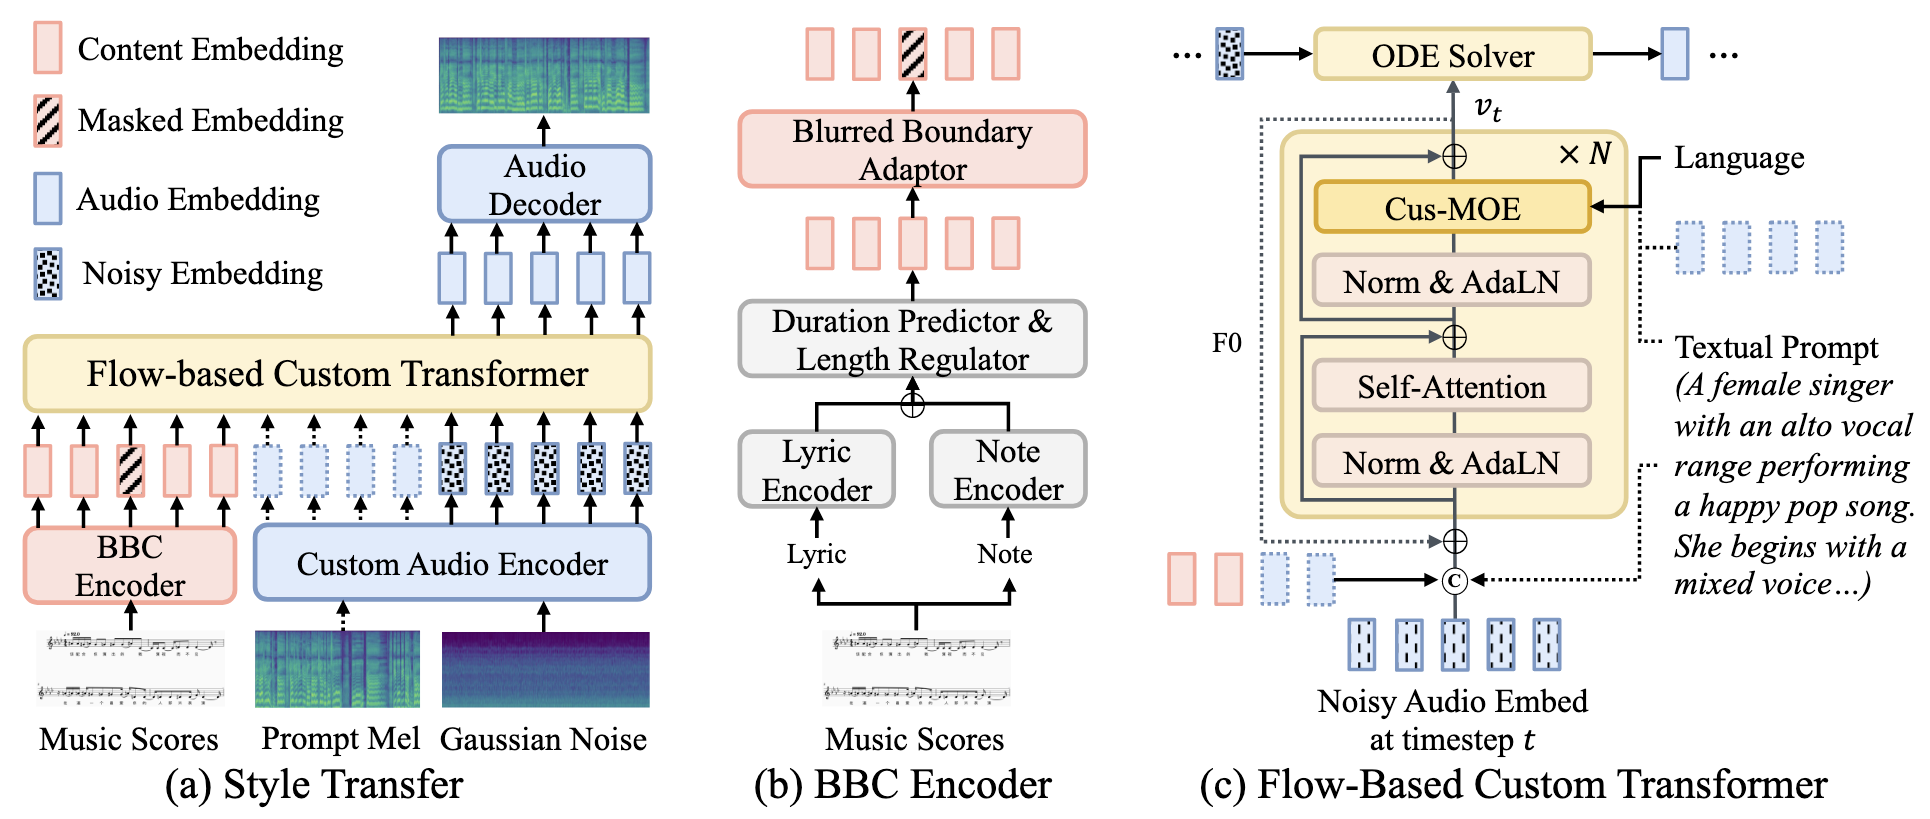 Content Embedding
Masked Embedding
Audio Embedding
Noisy Embedding
Audio
Decoder
Flow-based Custom Transformer
BBC
Encoder
Custom Audio Encoder
Music Scores
Prompt Mel
Gaussian Noise
(a) Style Transfer
Blurred Boundary
Adaptor
Duration Predictor &
Length Regulator
Lyric
Encoder
Note
Encoder
Lyric
Note
Music Scores
(b) BBC Encoder
...
ODE Solver
...
v_t
× N
Language
Cus-MOE
Norm & AdaLN
F0
Self-Attention
Norm & AdaLN
Textual Prompt
(A female singer
with an alto vocal
range performing
a happy pop song.
She begins with a
mixed voice...)
C
Noisy Audio Embed
at timestep t
(c) Flow-Based Custom Transformer